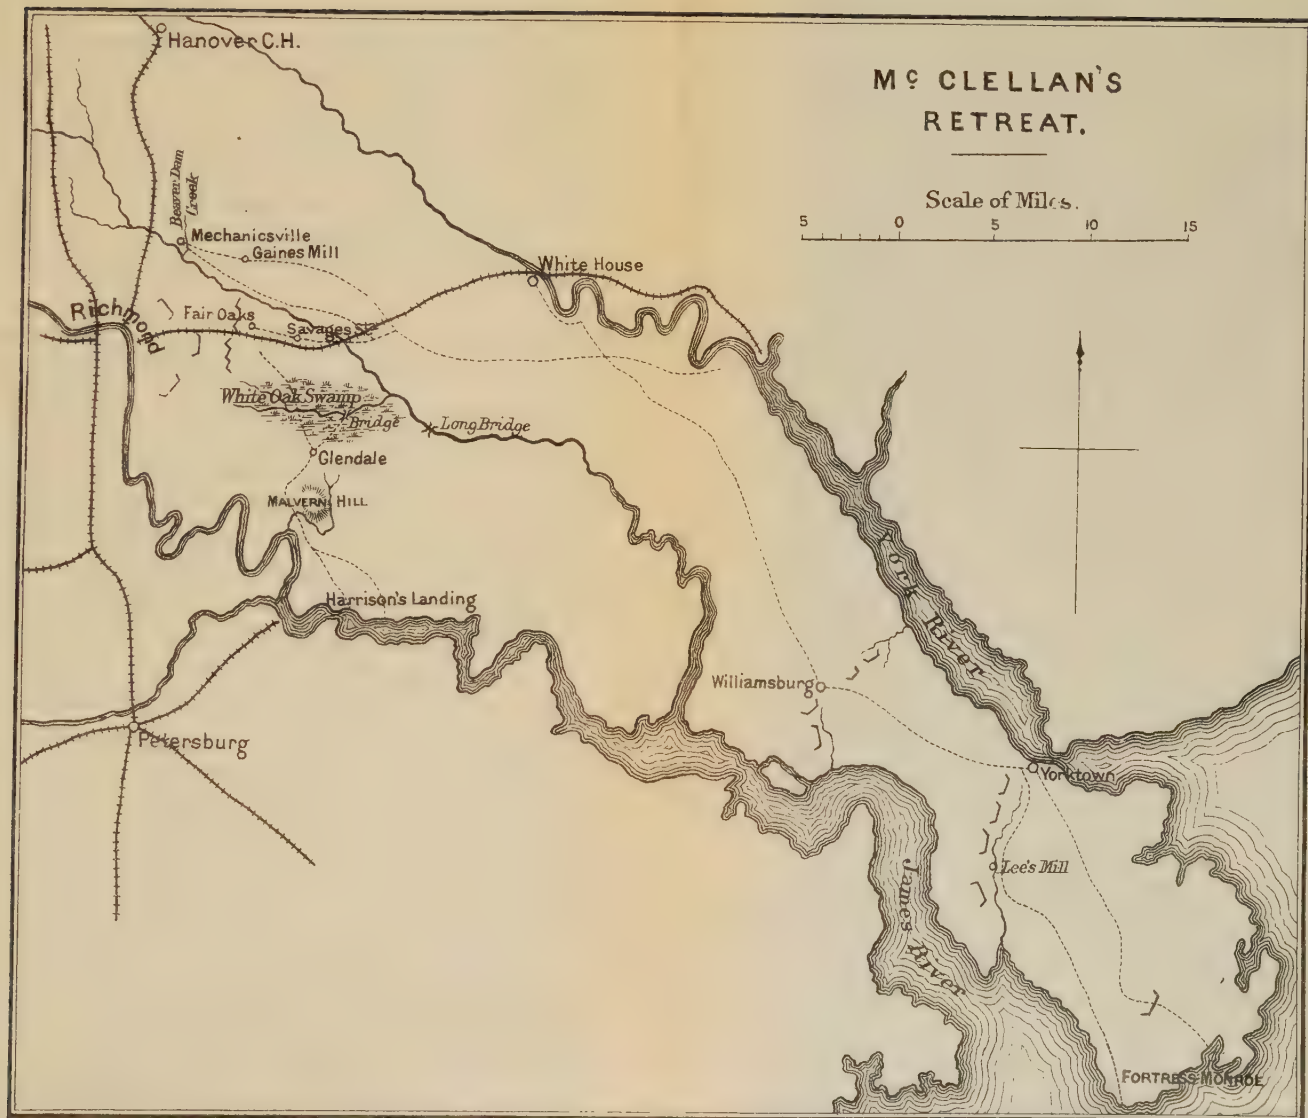 Hanover C.H.
Mc CLELLAN'S
RETREAT.
Scale of Miles.
5 0 5 10 15
Beaver Dam
Creek
Mechanicsville
Gaines Mill
White House
Richmond
Fair Oaks
Savages St.
White Oak Swamp
Bridge
Long Bridge
Glendale
MALVERN HILL
Harrison's Landing
York River
Williamsburg
Petersburg
Yorktown
Lee's Mill
James River
FORTRESS MONROE